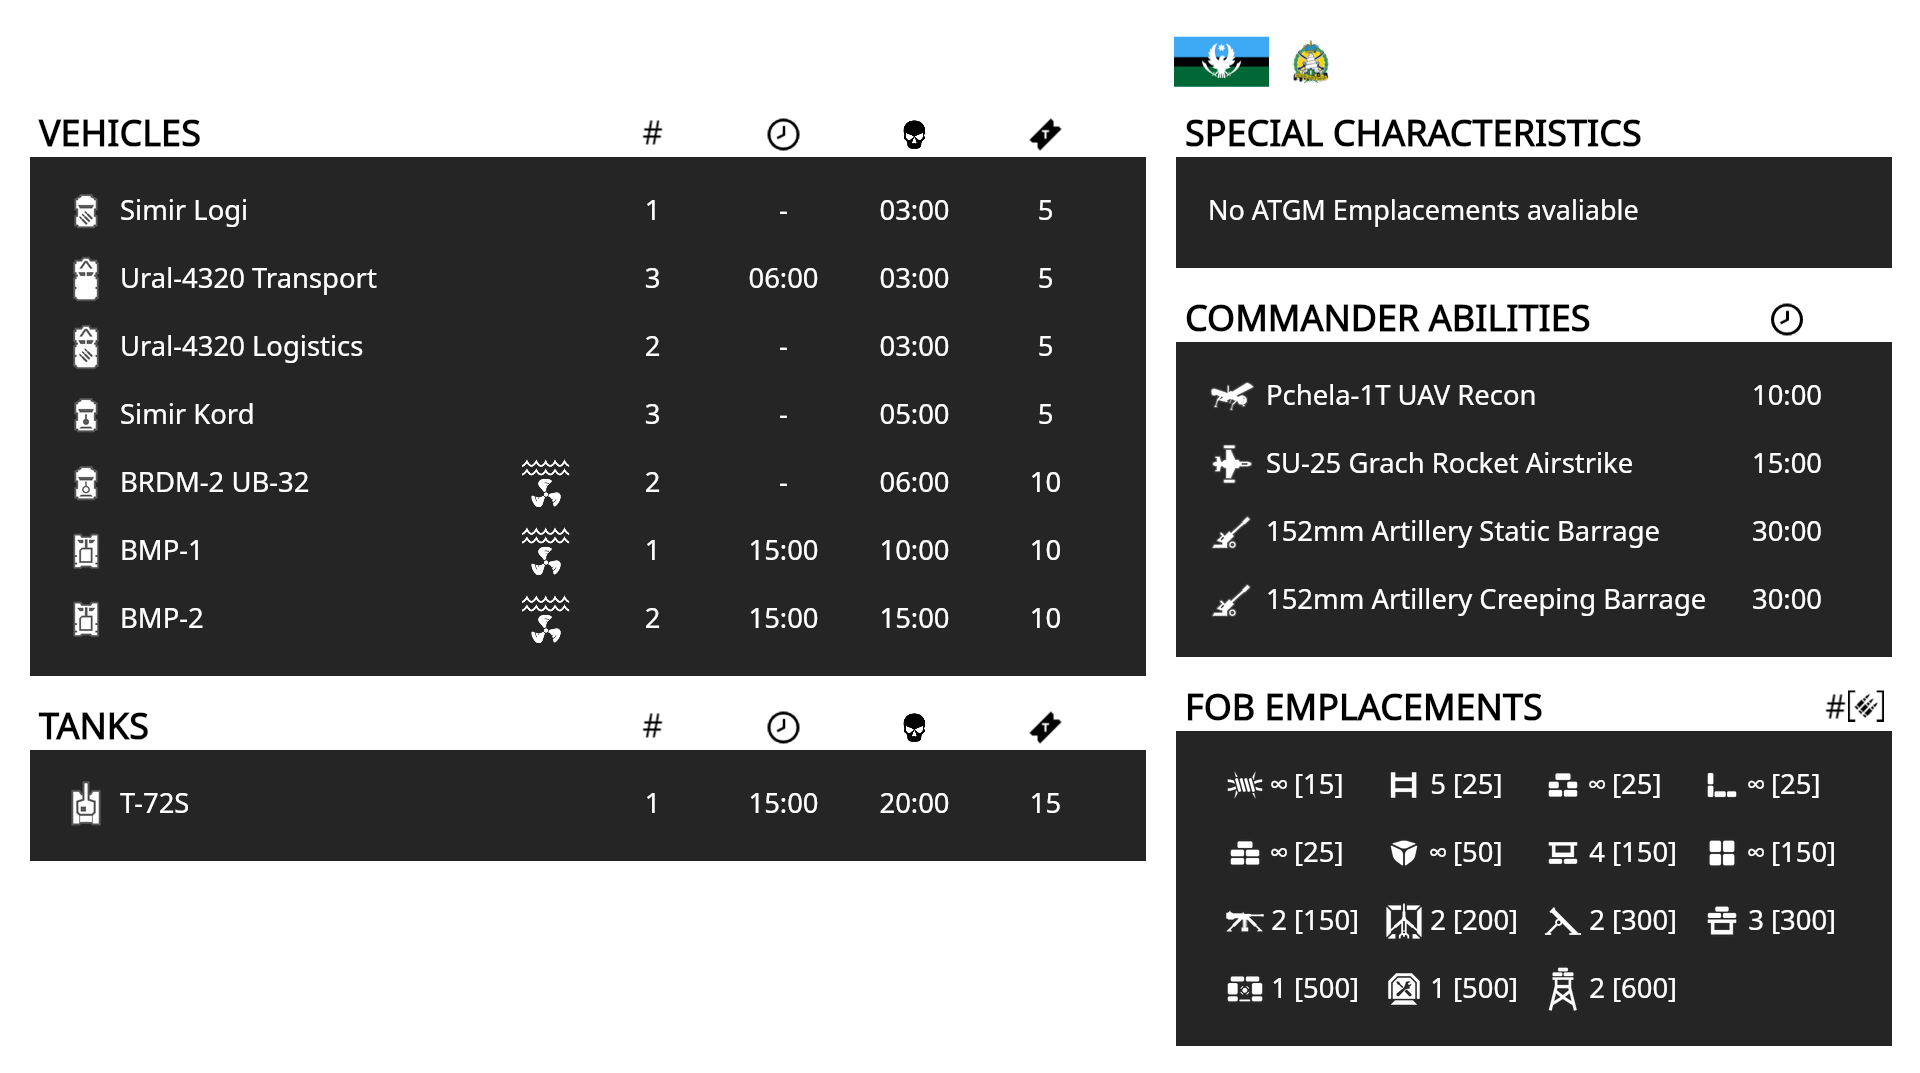 VEHICLES #
Simir Logi 1 - 03:00 5
Ural-4320 Transport 3 06:00 03:00 5
Ural-4320 Logistics 2 - 03:00 5
Simir Kord 3 - 05:00 5
BRDM-2 UB-32 2 - 06:00 10
BMP-1 1 15:00 10:00 10
BMP-2 2 15:00 15:00 10
TANKS #
T-72S 1 15:00 20:00 15
SPECIAL CHARACTERISTICS
No ATGM Emplacements avaliable
COMMANDER ABILITIES
Pchela-1T UAV Recon 10:00
SU-25 Grach Rocket Airstrike 15:00
152mm Artillery Static Barrage 30:00
152mm Artillery Creeping Barrage 30:00
FOB EMPLACEMENTS #[]
∞ [15] 5 [25] ∞ [25] ∞ [25]
∞ [25] ∞ [50] 4 [150] ∞ [150]
2 [150] 2 [200] 2 [300] 3 [300]
1 [500] 1 [500] 2 [600]